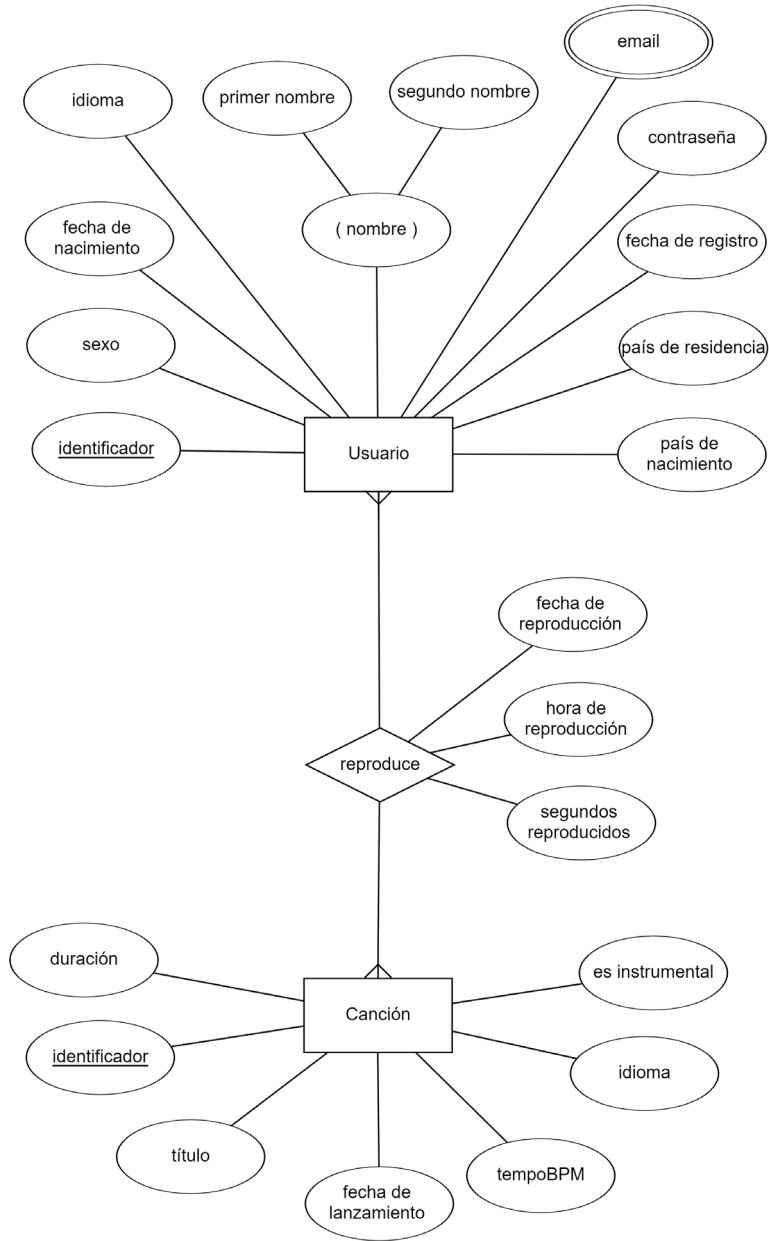 email
idioma
primer nombre
segundo nombre
contraseña
( nombre )
fecha de
nacimiento
fecha de registro
sexo
país de residencia
identificador
Usuario
país de
nacimiento
fecha de
reproducción
hora de
reproducción
reproduce
segundos
reproducidos
duración
es instrumental
Canción
identificador
idioma
título
tempoBPM
fecha de
lanzamiento